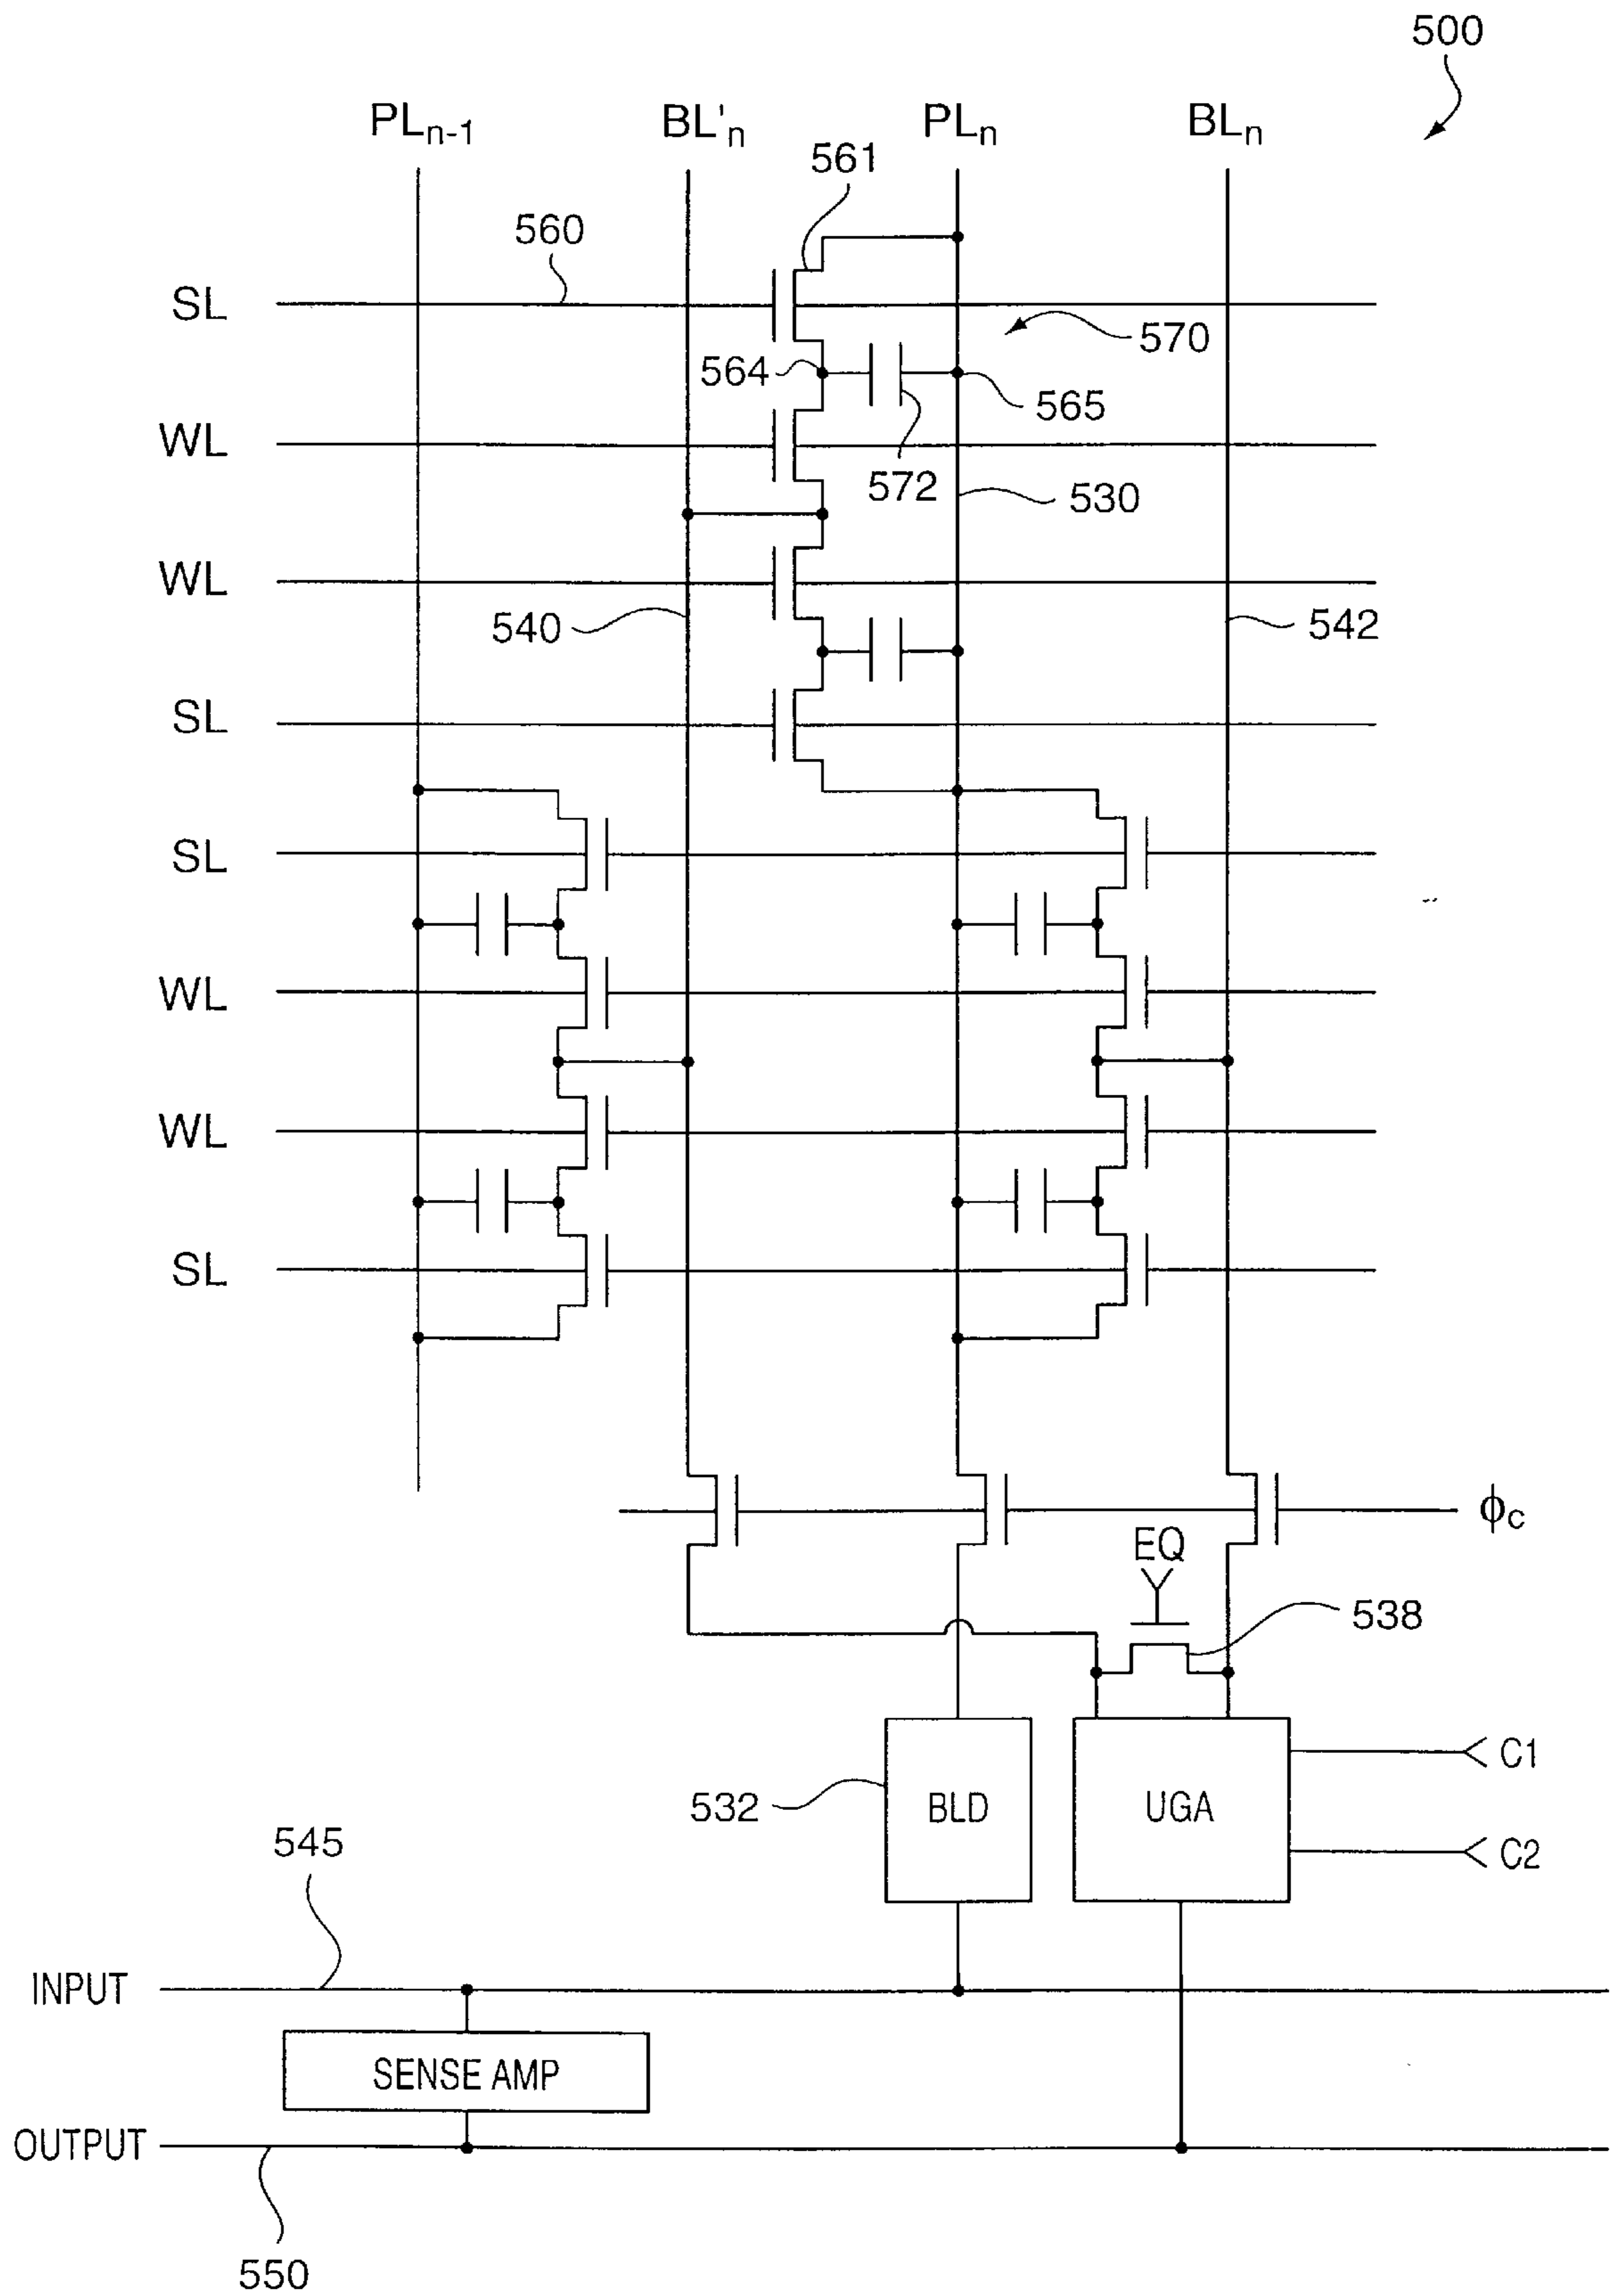 500
PLn-1 BL'n PLn BLn
561
560
SL
570
564
565
WL
572
530
WL
540
542
SL
SL
WL
WL
SL
ϕc
EQ
538
532
BLD
UGA
C1
C2
545
INPUT
SENSE AMP
OUTPUT
550